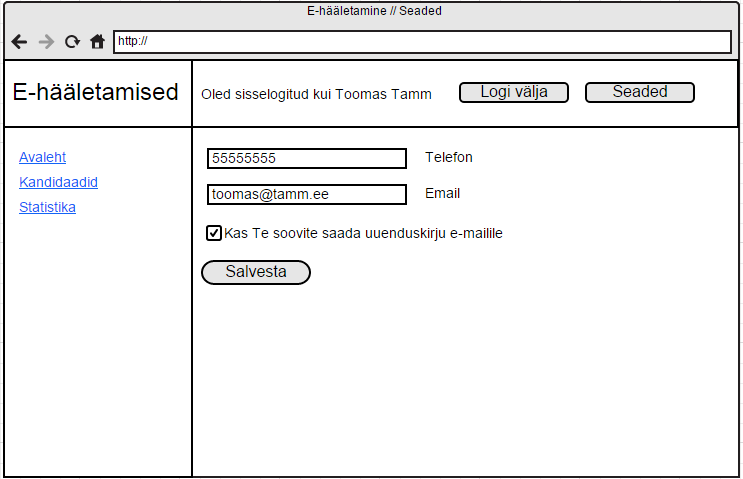 E-hääletamine // Seaded
http://
E-hääletamised
Oled sisselogitud kui Toomas Tamm
Logi välja
Seaded
Avaleht
Kandidaadid
Statistika
55555555 Telefon
toomas@tamm.ee Email
Kas Te soovite saada uuenduskirju e-mailile
Salvesta